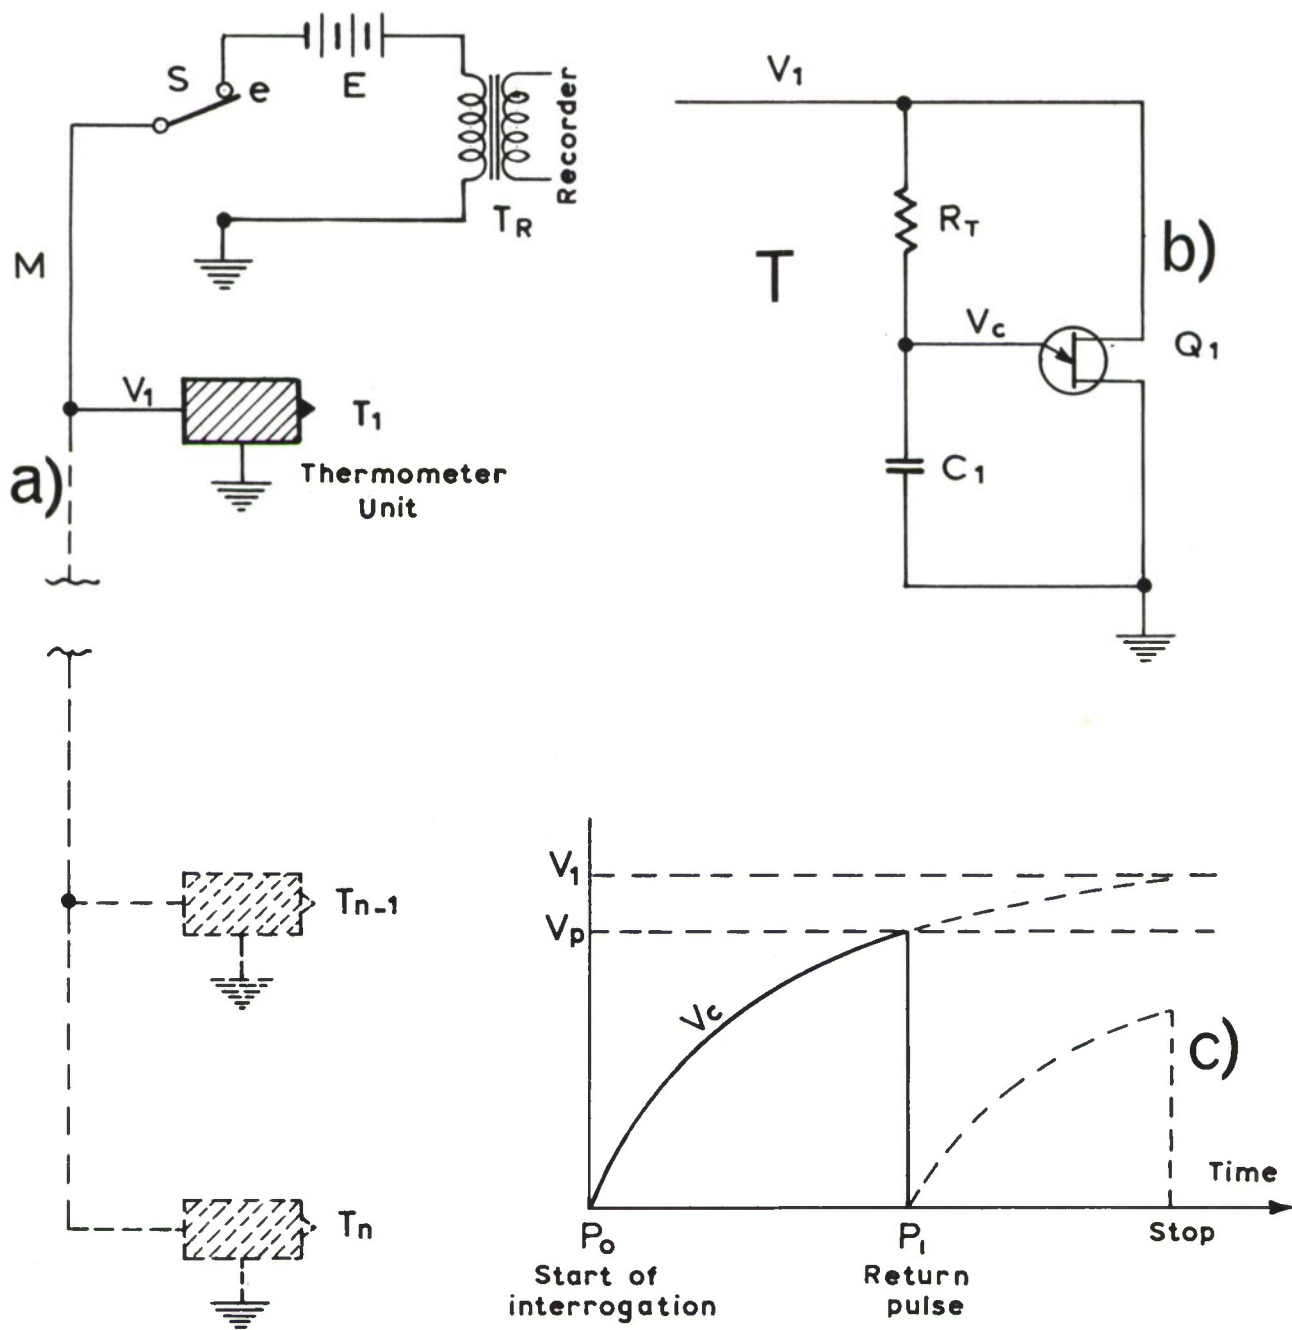 S
e
E
Recorder
TR
M
V1
T1
Thermometer
Unit
a)
Tn-1
Tn
V1
RT
T
b)
Vc
Q1
C1
V1
Vp
Vc
c)
Time
Po
P1
Stop
Start of
interrogation
Return
pulse